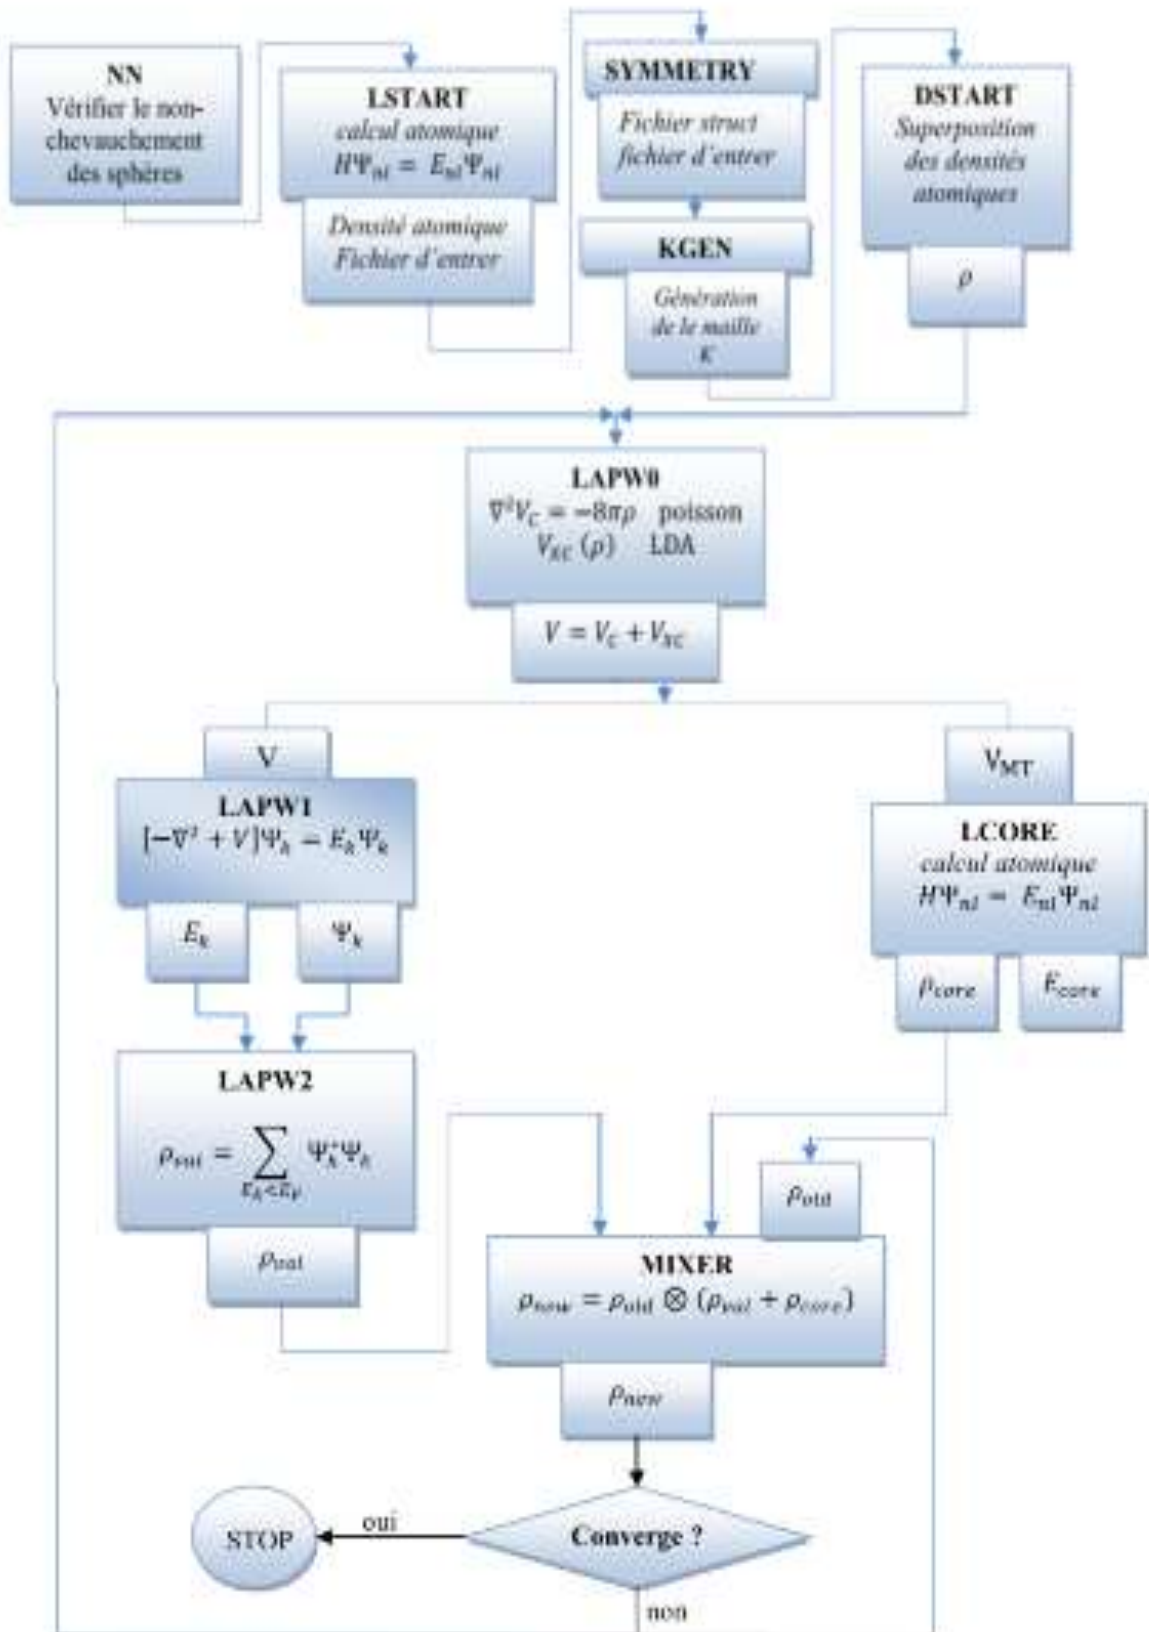 NN
Vérifier le non-
chevauchement
des sphères
LSTART
calcul atomique
HΨnl = EnlΨnl
Densité atomique
Fichier d´entrer
SYMMETRY
Fichier struct
fichier d´entrer
KGEN
Génération
de le maille
K
DSTART
Superposition
des densités
atomiques
ρ
LAPW0
∇²VC = −8πρ poisson
VXC (ρ) LDA
V = VC + VXC
V
LAPW1
[−∇² + V]Ψk = EkΨk
Ek
Ψk
VMT
LCORE
calcul atomique
HΨnl = EnlΨnl
ρcore
Ecore
LAPW2
ρval = ∑ Ψk*Ψk
Ek<EF
ρval
ρold
MIXER
ρnew = ρold ⊗ (ρval + ρcore)
ρnew
Converge ?
oui
STOP
non